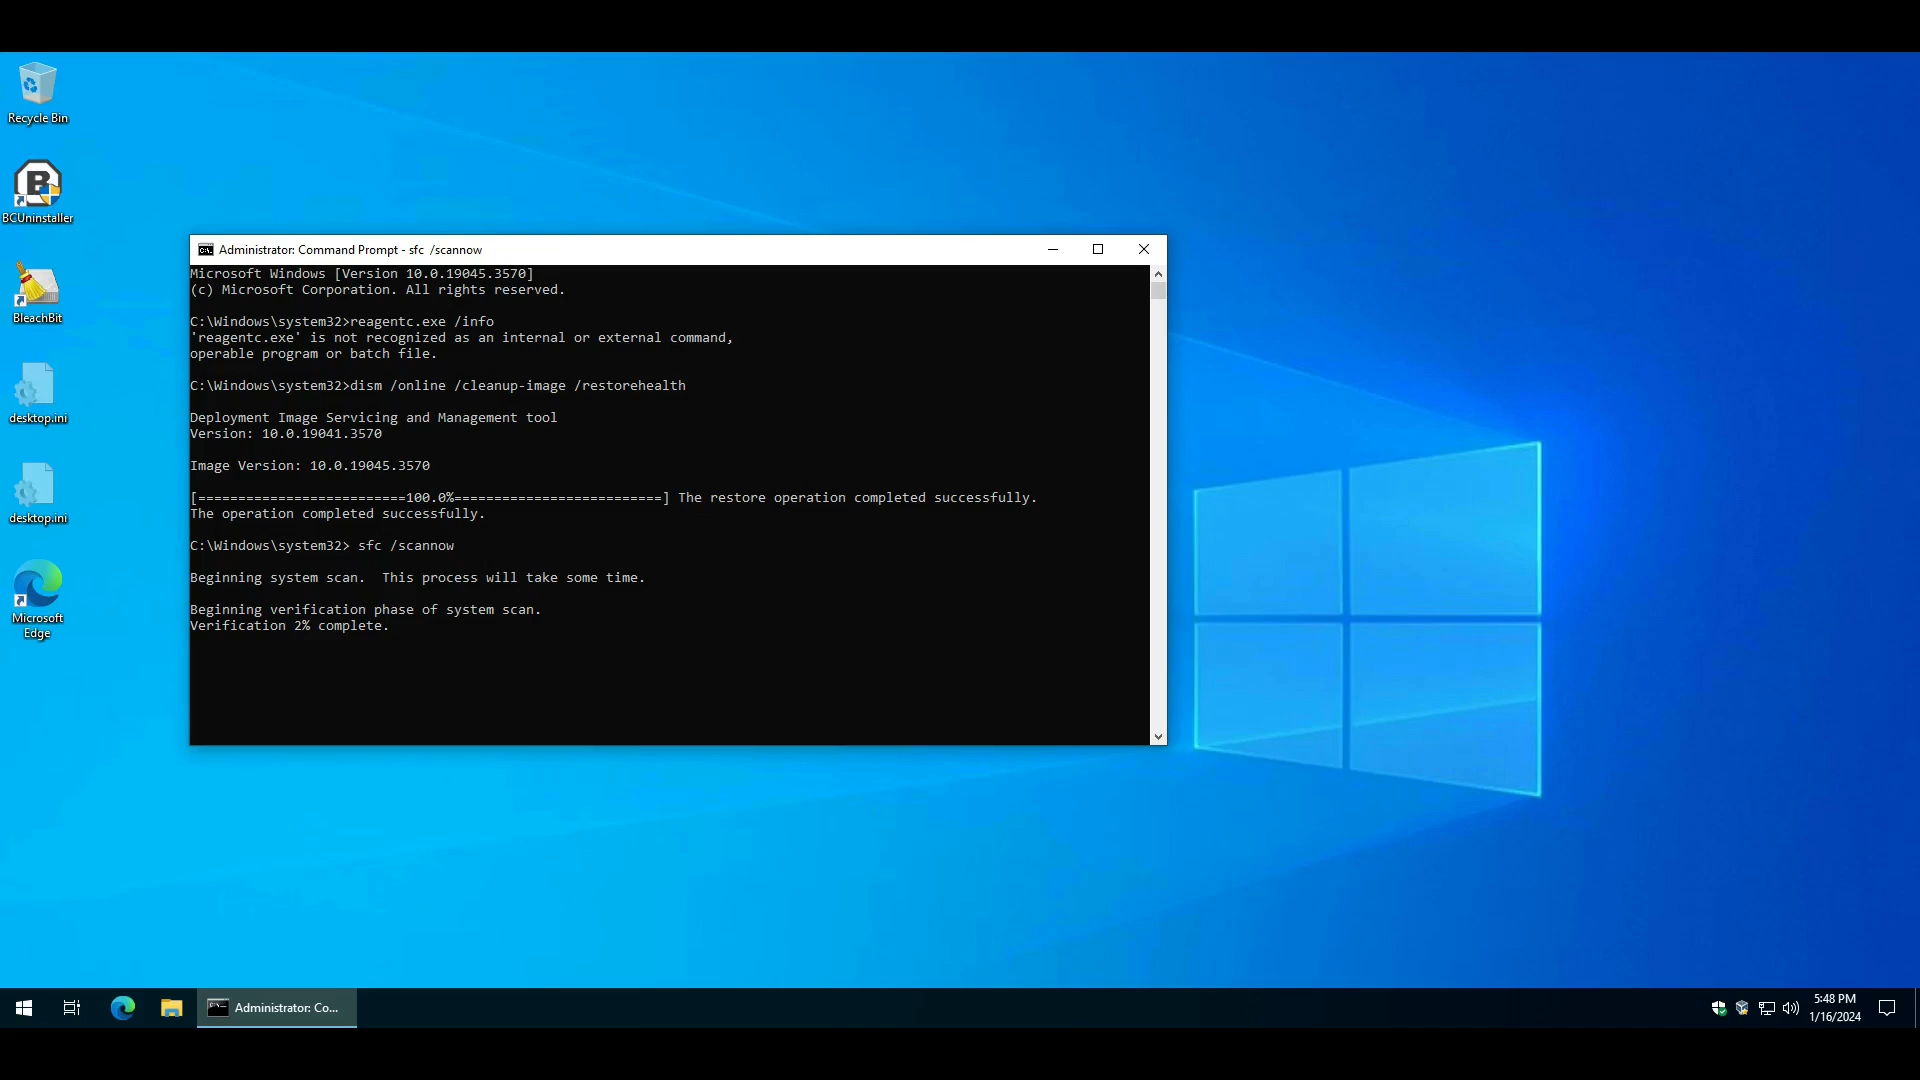 Recycle Bin
BCUninstaller
BleachBit
desktop.ini
desktop.ini
Microsoft
Edge
Administrator: Command Prompt - sfc  /scannow
Microsoft Windows [Version 10.0.19045.3570]
(c) Microsoft Corporation. All rights reserved.
C:\Windows\system32>reagentc.exe /info
'reagentc.exe' is not recognized as an internal or external command,
operable program or batch file.
C:\Windows\system32>dism /online /cleanup-image /restorehealth
Deployment Image Servicing and Management tool
Version: 10.0.19041.3570
Image Version: 10.0.19045.3570
[==========================100.0%==========================] The restore operation completed successfully.
The operation completed successfully.
C:\Windows\system32> sfc /scannow
Beginning system scan.  This process will take some time.
Beginning verification phase of system scan.
Verification 2% complete.
Administrator: Co...
5:48 PM
1/16/2024